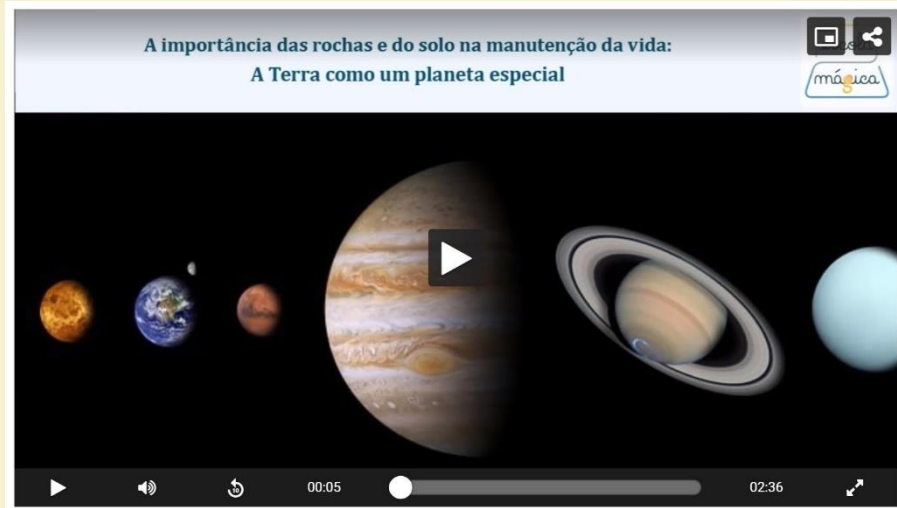 A importância das rochas e do solo na manutenção da vida:
A Terra como um planeta especial
mágica
10
00:05
02:36